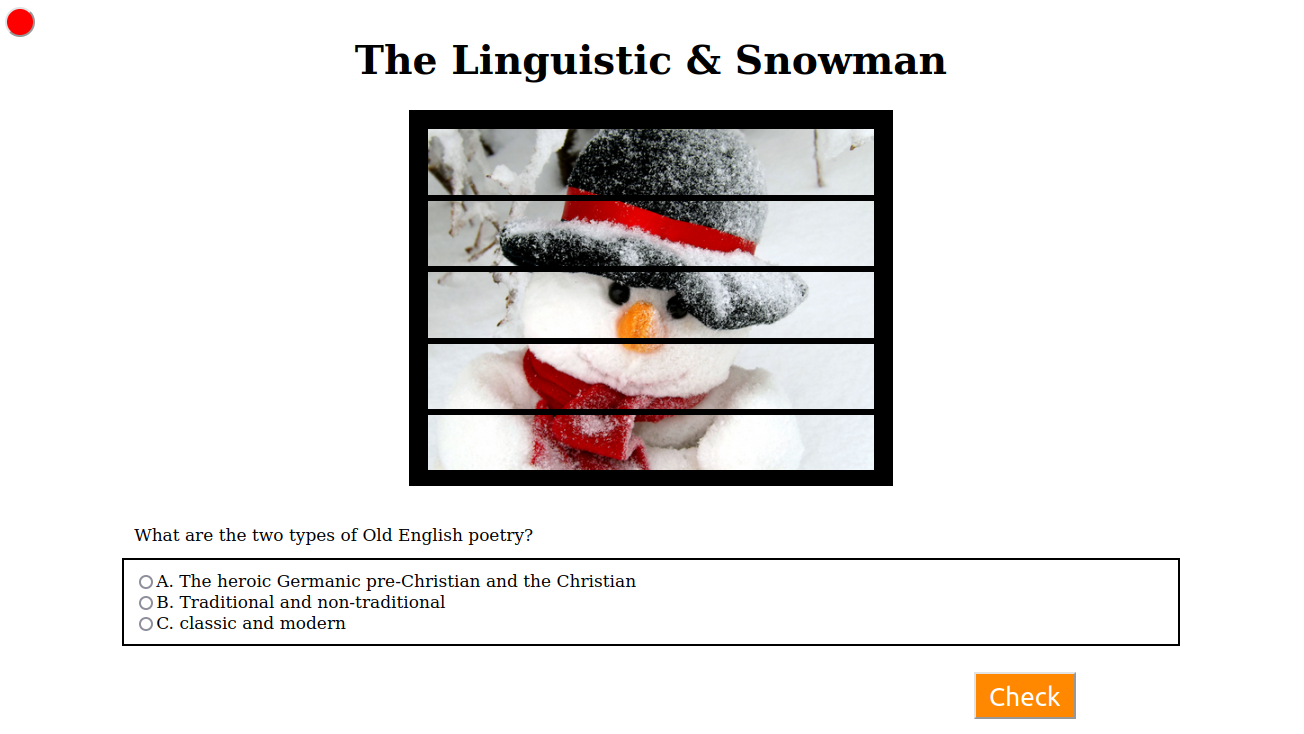 The Linguistic & Snowman
What are the two types of Old English poetry?
A. The heroic Germanic pre-Christian and the Christian
B. Traditional and non-traditional
C. classic and modern
Check